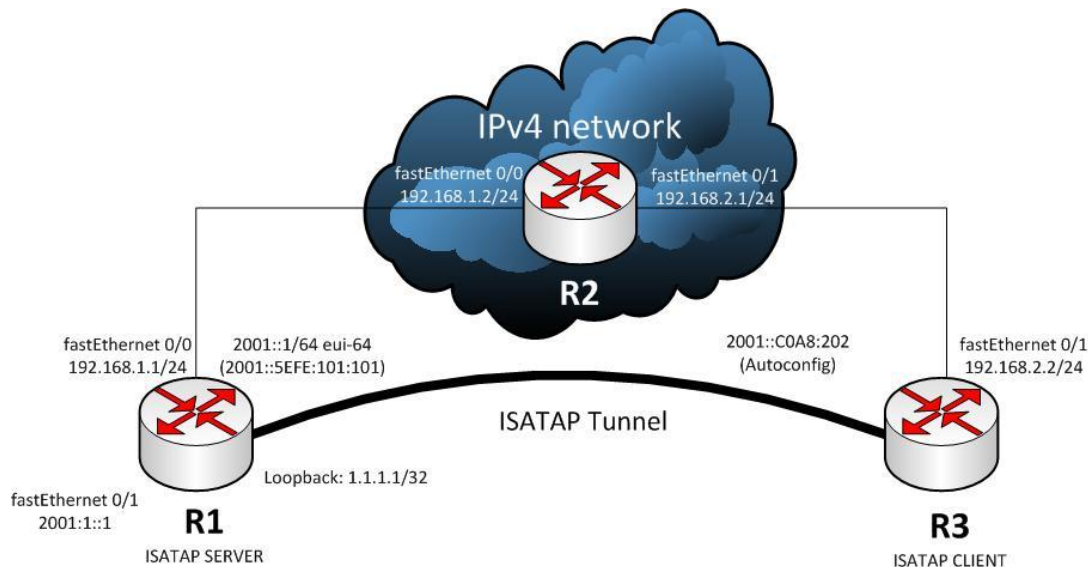 IPv4 network
fastEthernet 0/0
192.168.1.2/24
fastEthernet 0/1
192.168.2.1/24
R2
fastEthernet 0/0
192.168.1.1/24
2001::1/64 eui-64
(2001::5EFE:101:101)
2001::C0A8:202
(Autoconfig)
fastEthernet 0/1
192.168.2.2/24
ISATAP Tunnel
Loopback: 1.1.1.1/32
fastEthernet 0/1
2001:1::1
R1
ISATAP SERVER
R3
ISATAP CLIENT